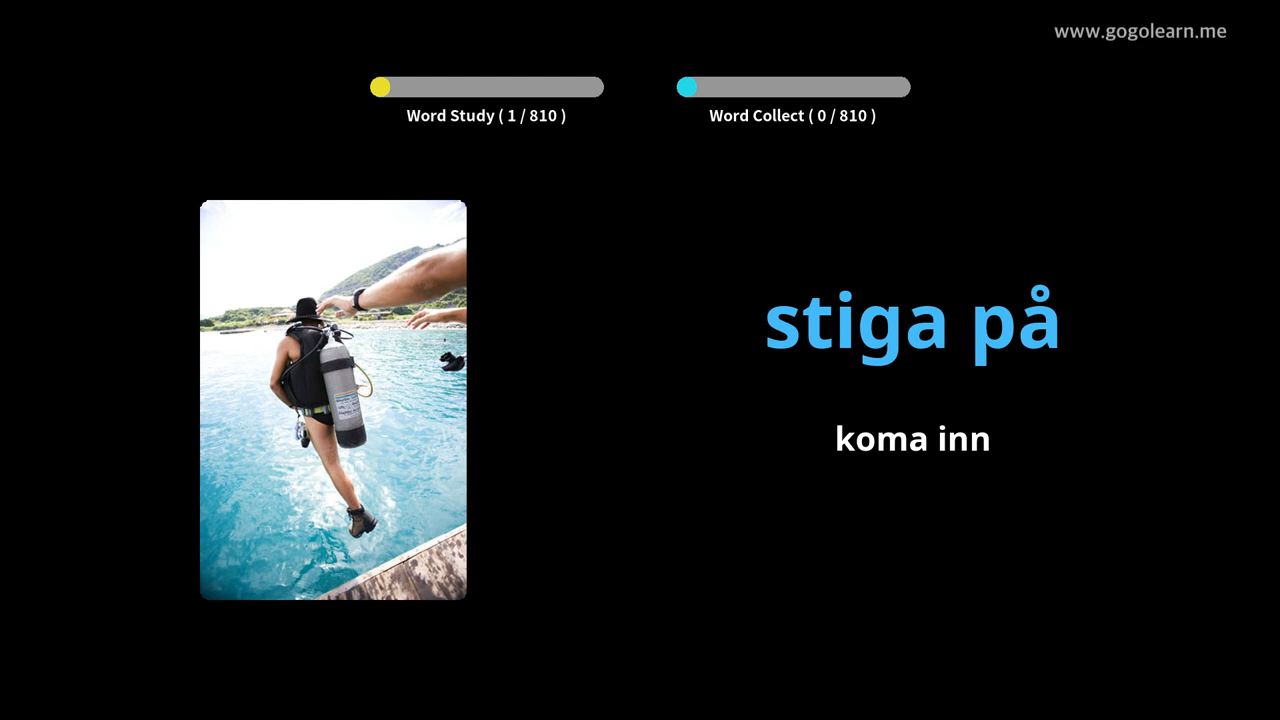 www.gogolearn.me
Word Study ( 1 / 810 )
Word Collect ( 0 / 810 )
stiga på
koma inn